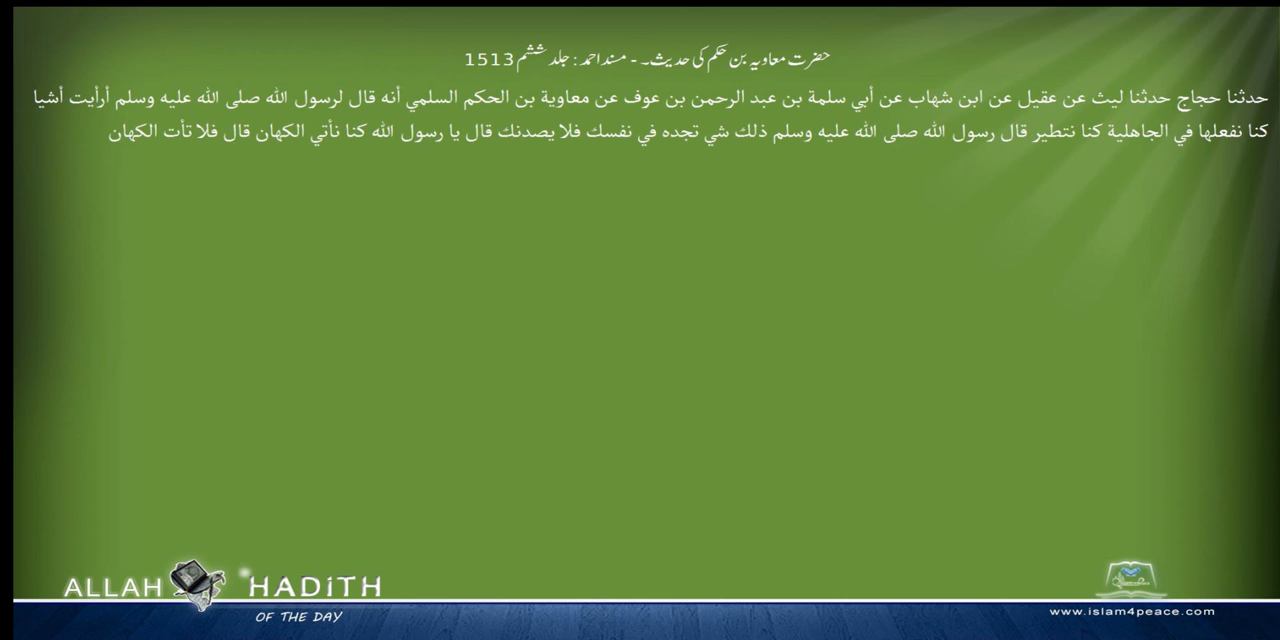 حضرت معاویہ بن حکم کی حدیث۔ - مسند احمد : جلد ششم 1513
حدثنا حجاج حدثنا ليث عن عقيل عن ابن شهاب عن أبي سلمة بن عبد الرحمن بن عوف عن معاوية بن الحكم السلمي أنه قال لرسول الله صلى الله عليه وسلم أرأيت أشيا
كنا نفعلها في الجاهلية كنا نتطير قال رسول الله صلى الله عليه وسلم ذلك شي تجده في نفسك فلا يصدنك قال يا رسول الله كنا نأتي الكهان قال فلا تأت الكهان
ALLAH HADITH
OF THE DAY
www.islam4peace.com